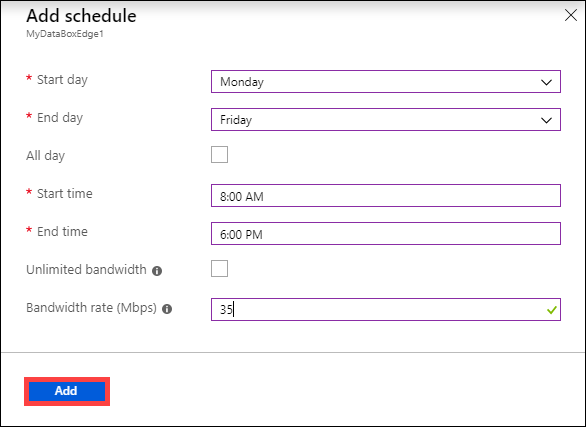 Add schedule
MyDataBoxEdge1
* Start day Monday
* End day Friday
All day
* Start time 8:00 AM
* End time 6:00 PM
Unlimited bandwidth
Bandwidth rate (Mbps) 35
Add